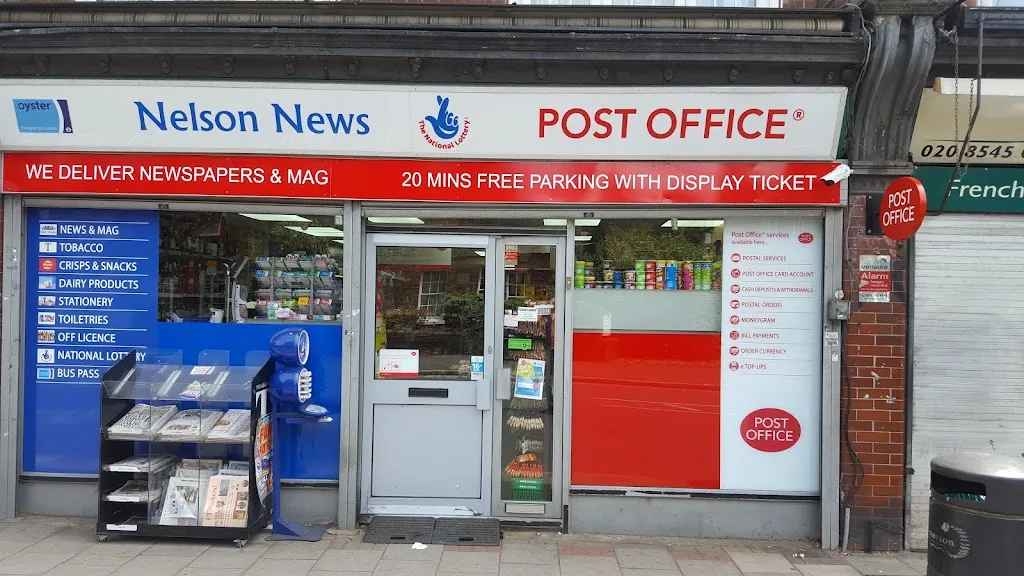 oyster
Nelson News
The National Lottery®
POST OFFICE®
020 8545
WE DELIVER NEWSPAPERS & MAG
20 MINS FREE PARKING WITH DISPLAY TICKET
French
POST
OFFICE
NEWS & MAG
TOBACCO
CRISPS & SNACKS
DAIRY PRODUCTS
STATIONERY
TOILETRIES
OFF LICENCE
NATIONAL LOTTERY
BUS PASS
Post Office® services
available here...
POSTAL SERVICES
POST OFFICE CARD ACCOUNT
CASH DEPOSITS & WITHDRAWALS
POSTAL ORDERS
MONEYGRAM
BILL PAYMENTS
ORDER CURRENCY
eTOP-UPS
POST
OFFICE
Alarm